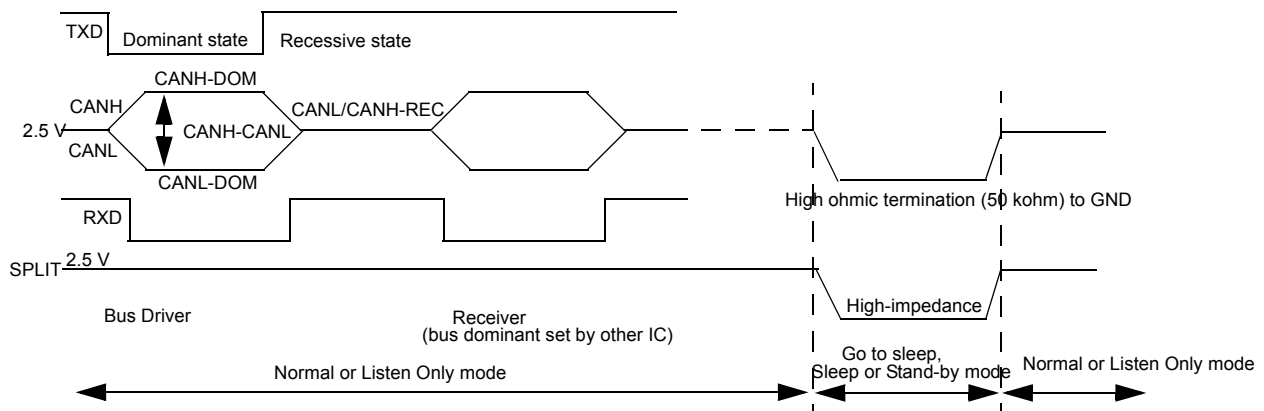 TXD
Dominant state
Recessive state
CANH-DOM
CANH
CANL/CANH-REC
2.5 V
CANH-CANL
CANL
CANL-DOM
High ohmic termination (50 kohm) to GND
RXD
SPLIT
2.5 V
High-impedance
Bus Driver
Receiver
(bus dominant set by other IC)
Go to sleep,
Sleep or Stand-by mode
Normal or Listen Only mode
Normal or Listen Only mode